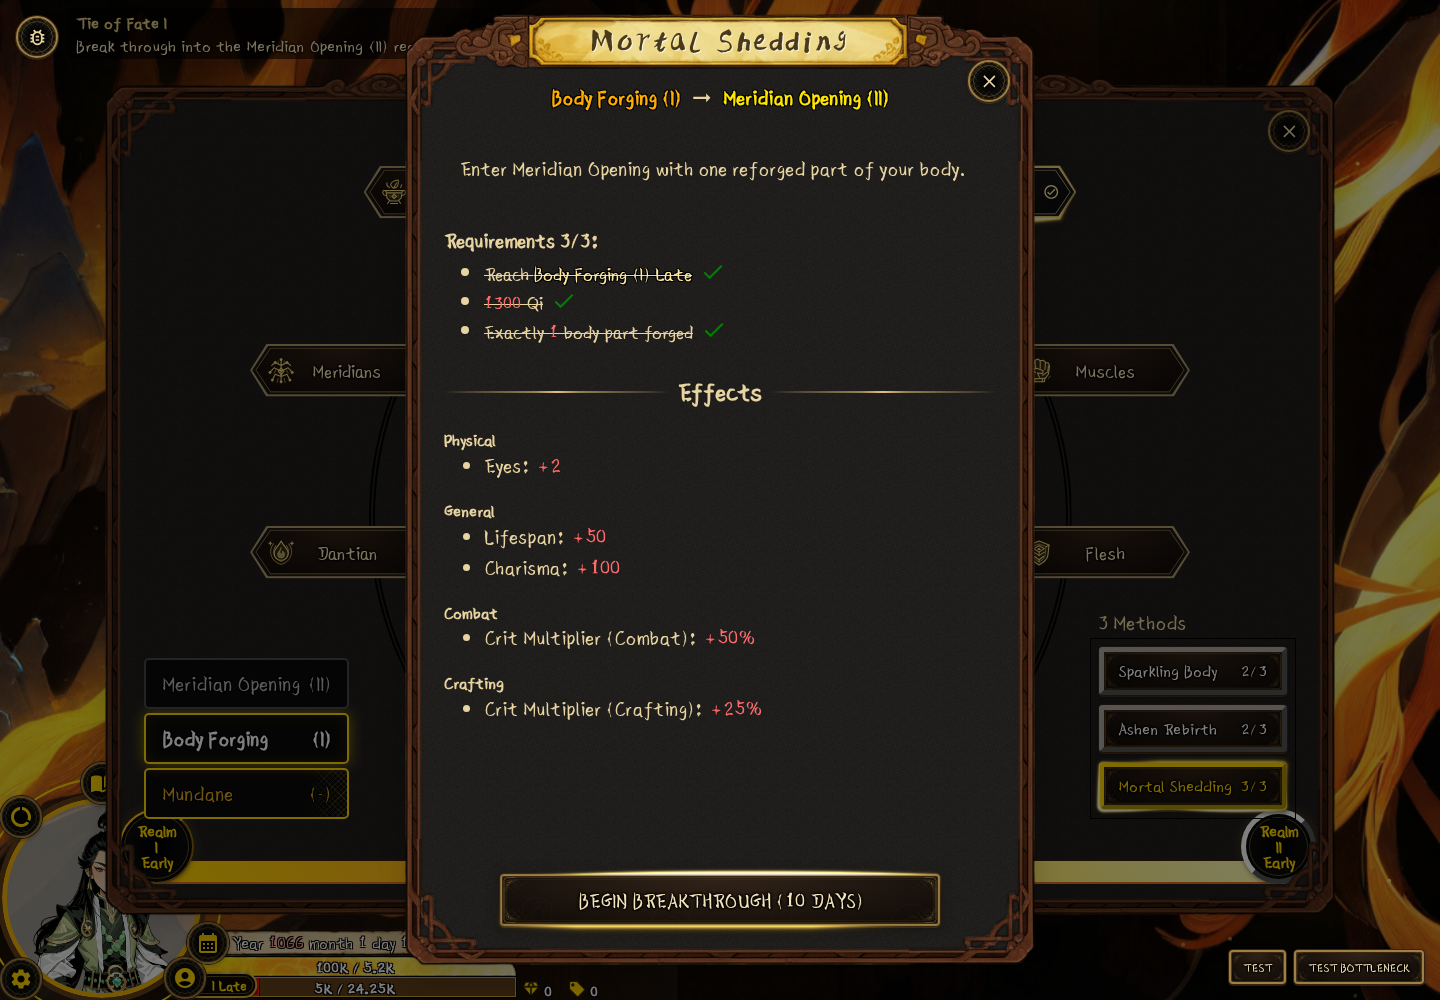 Tie of Fate 1
Break through into the Meridian Opening (II)
Mortal Shedding
Body Forging (I) → Meridian Opening (II)
Enter Meridian Opening with one reforged part of your body.
Requirements 3/3:
Reach Body Forging (I) Late
1300 Qi
Exactly 1 body part forged
Effects
Physical
Eyes: +2
General
Lifespan: +50
Charisma: +100
Combat
Crit Multiplier (Combat): +50%
Crafting
Crit Multiplier (Crafting): +25%
BEGIN BREAKTHROUGH (10 DAYS)
Meridians
Dantian
Muscles
Flesh
Meridian Opening (II)
Body Forging (I)
Mundane (-)
Realm
I
Early
3 Methods
Sparkling Body 2/3
Ashen Rebirth 2/3
Mortal Shedding 3/3
Realm
II
Early
Year 1066 month 1 day
100K / 5.2K
I Late
5K / 24.25K
0 0
TEST
TEST BOTTLENECK